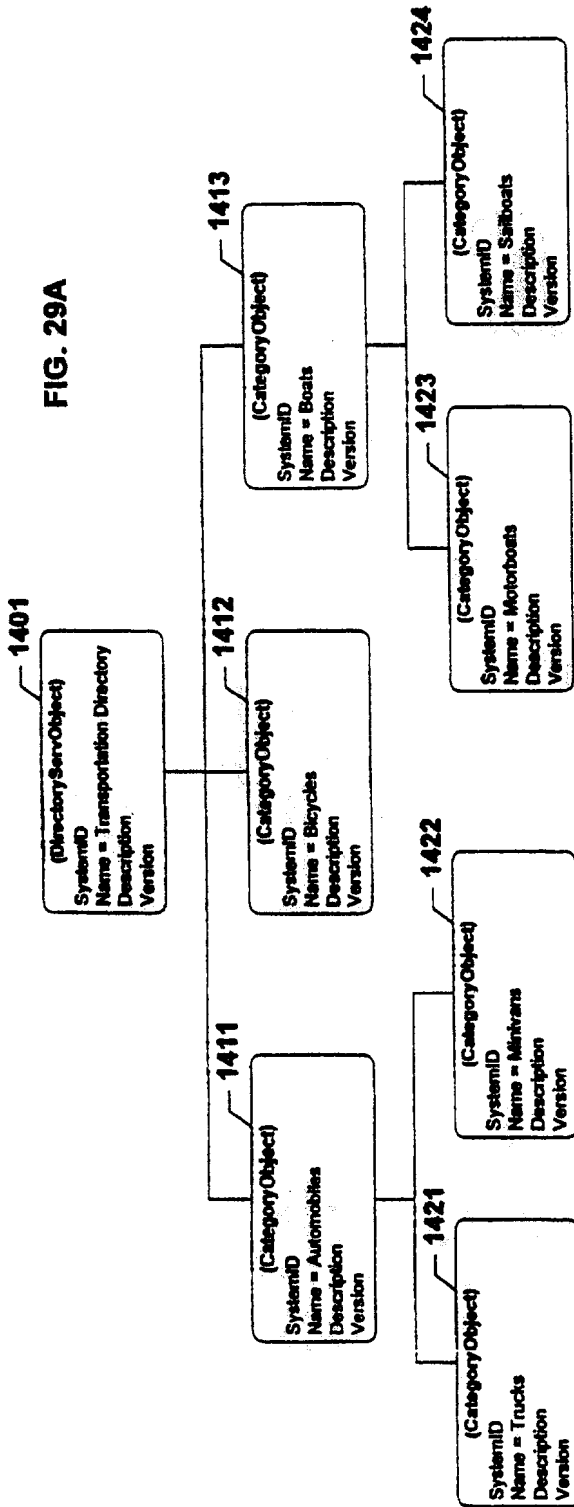 FIG. 29A
1401
(DirectoryServObject)
SystemID
Name = Transportation Directory
Description
Version
1411
(CategoryObject)
SystemID
Name = Automobiles
Description
Version
1412
(CategoryObject)
SystemID
Name = Bicycles
Description
Version
1413
(CategoryObject)
SystemID
Name = Boats
Description
Version
1421
(CategoryObject)
SystemID
Name = Trucks
Description
Version
1422
(CategoryObject)
SystemID
Name = Minivans
Description
Version
1423
(CategoryObject)
SystemID
Name = Motorboats
Description
Version
1424
(CategoryObject)
SystemID
Name = Sailboats
Description
Version